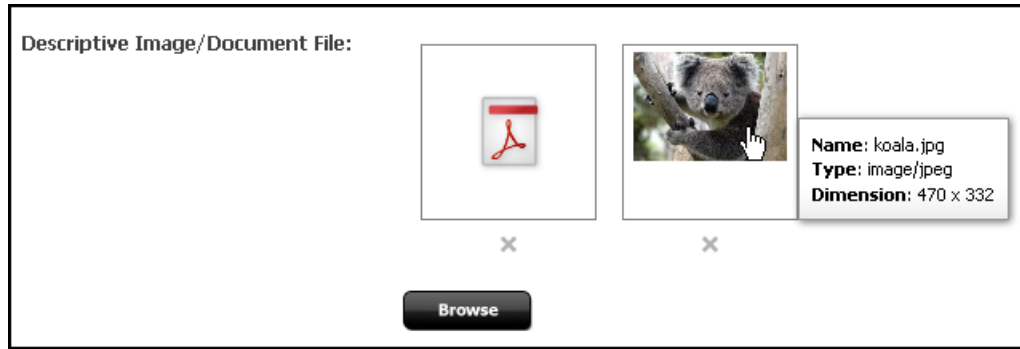 Descriptive Image/Document File:
Name: koala.jpg
Type: image/jpeg
Dimension: 470 x 332
Browse